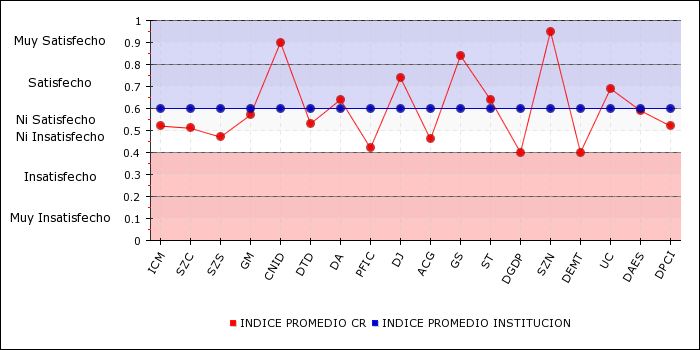 1
Muy Satisfecho
0.9
0.8
Satisfecho
0.7
0.6
Ni Satisfecho
Ni Insatisfecho
0.5
0.4
Insatisfecho
0.3
0.2
Muy Insatisfecho
0.1
0
ICM
SZC
SZS
GM
CNID
DTD
DA
PFIC
DJ
ACG
GS
ST
DGDP
SZN
DEMT
UC
DAES
DPCI
INDICE PROMEDIO CR
INDICE PROMEDIO INSTITUCION